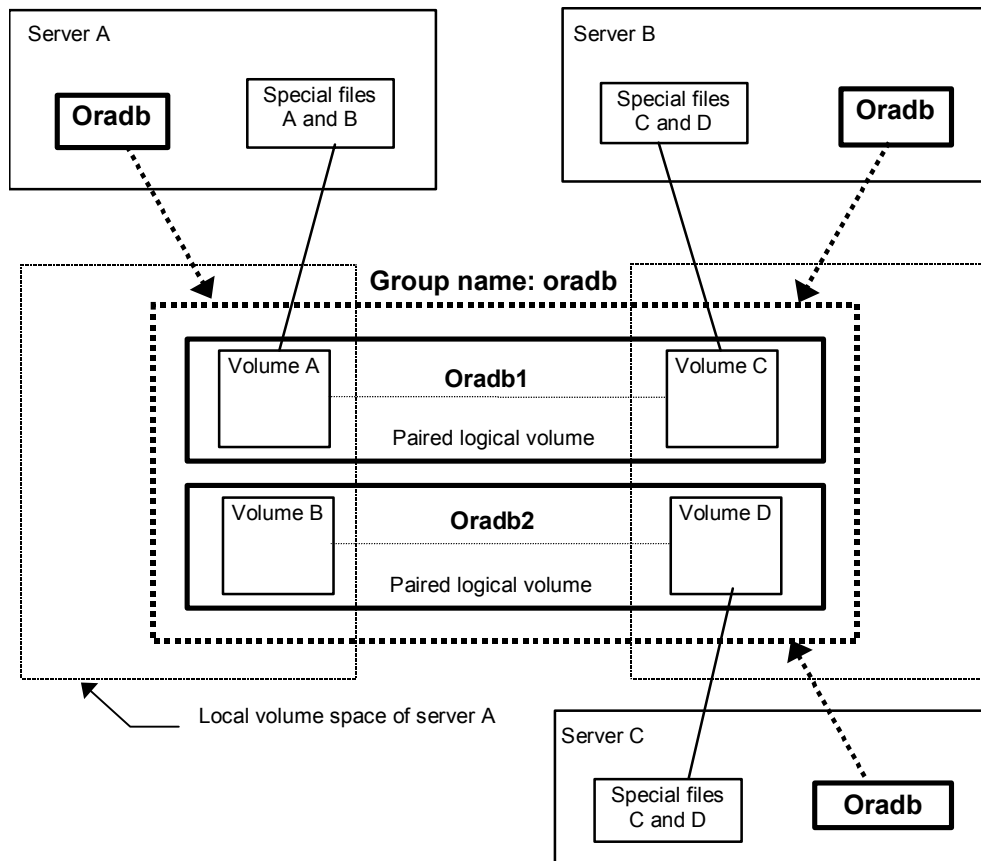 Server A
Oradb
Special files
A and B
Server B
Special files
C and D
Oradb
Group name: oradb
Volume A
Oradb1
Volume C
Paired logical volume
Volume B
Oradb2
Volume D
Paired logical volume
Local volume space of server A
Server C
Special files
C and D
Oradb